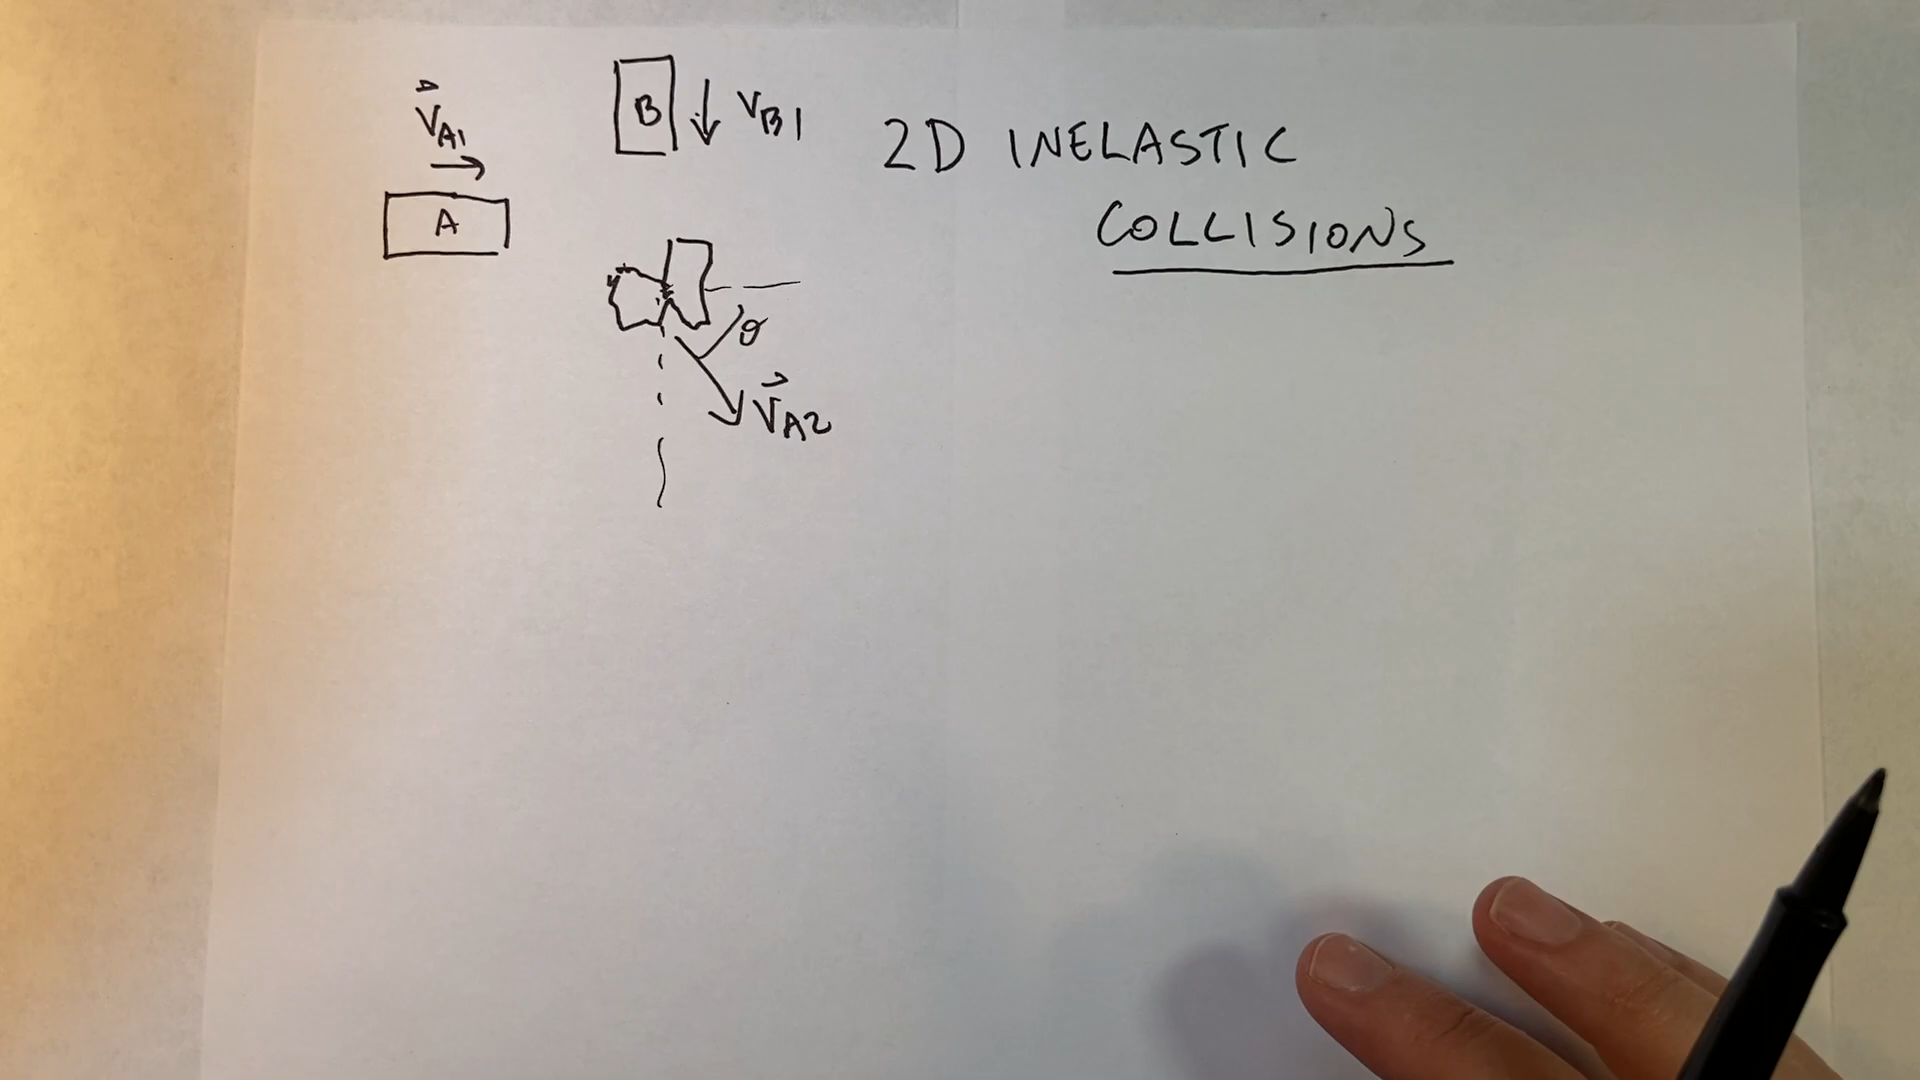 2D INELASTIC
COLLISIONS
V⃗A1
A
B
VB1
θ
V⃗A2